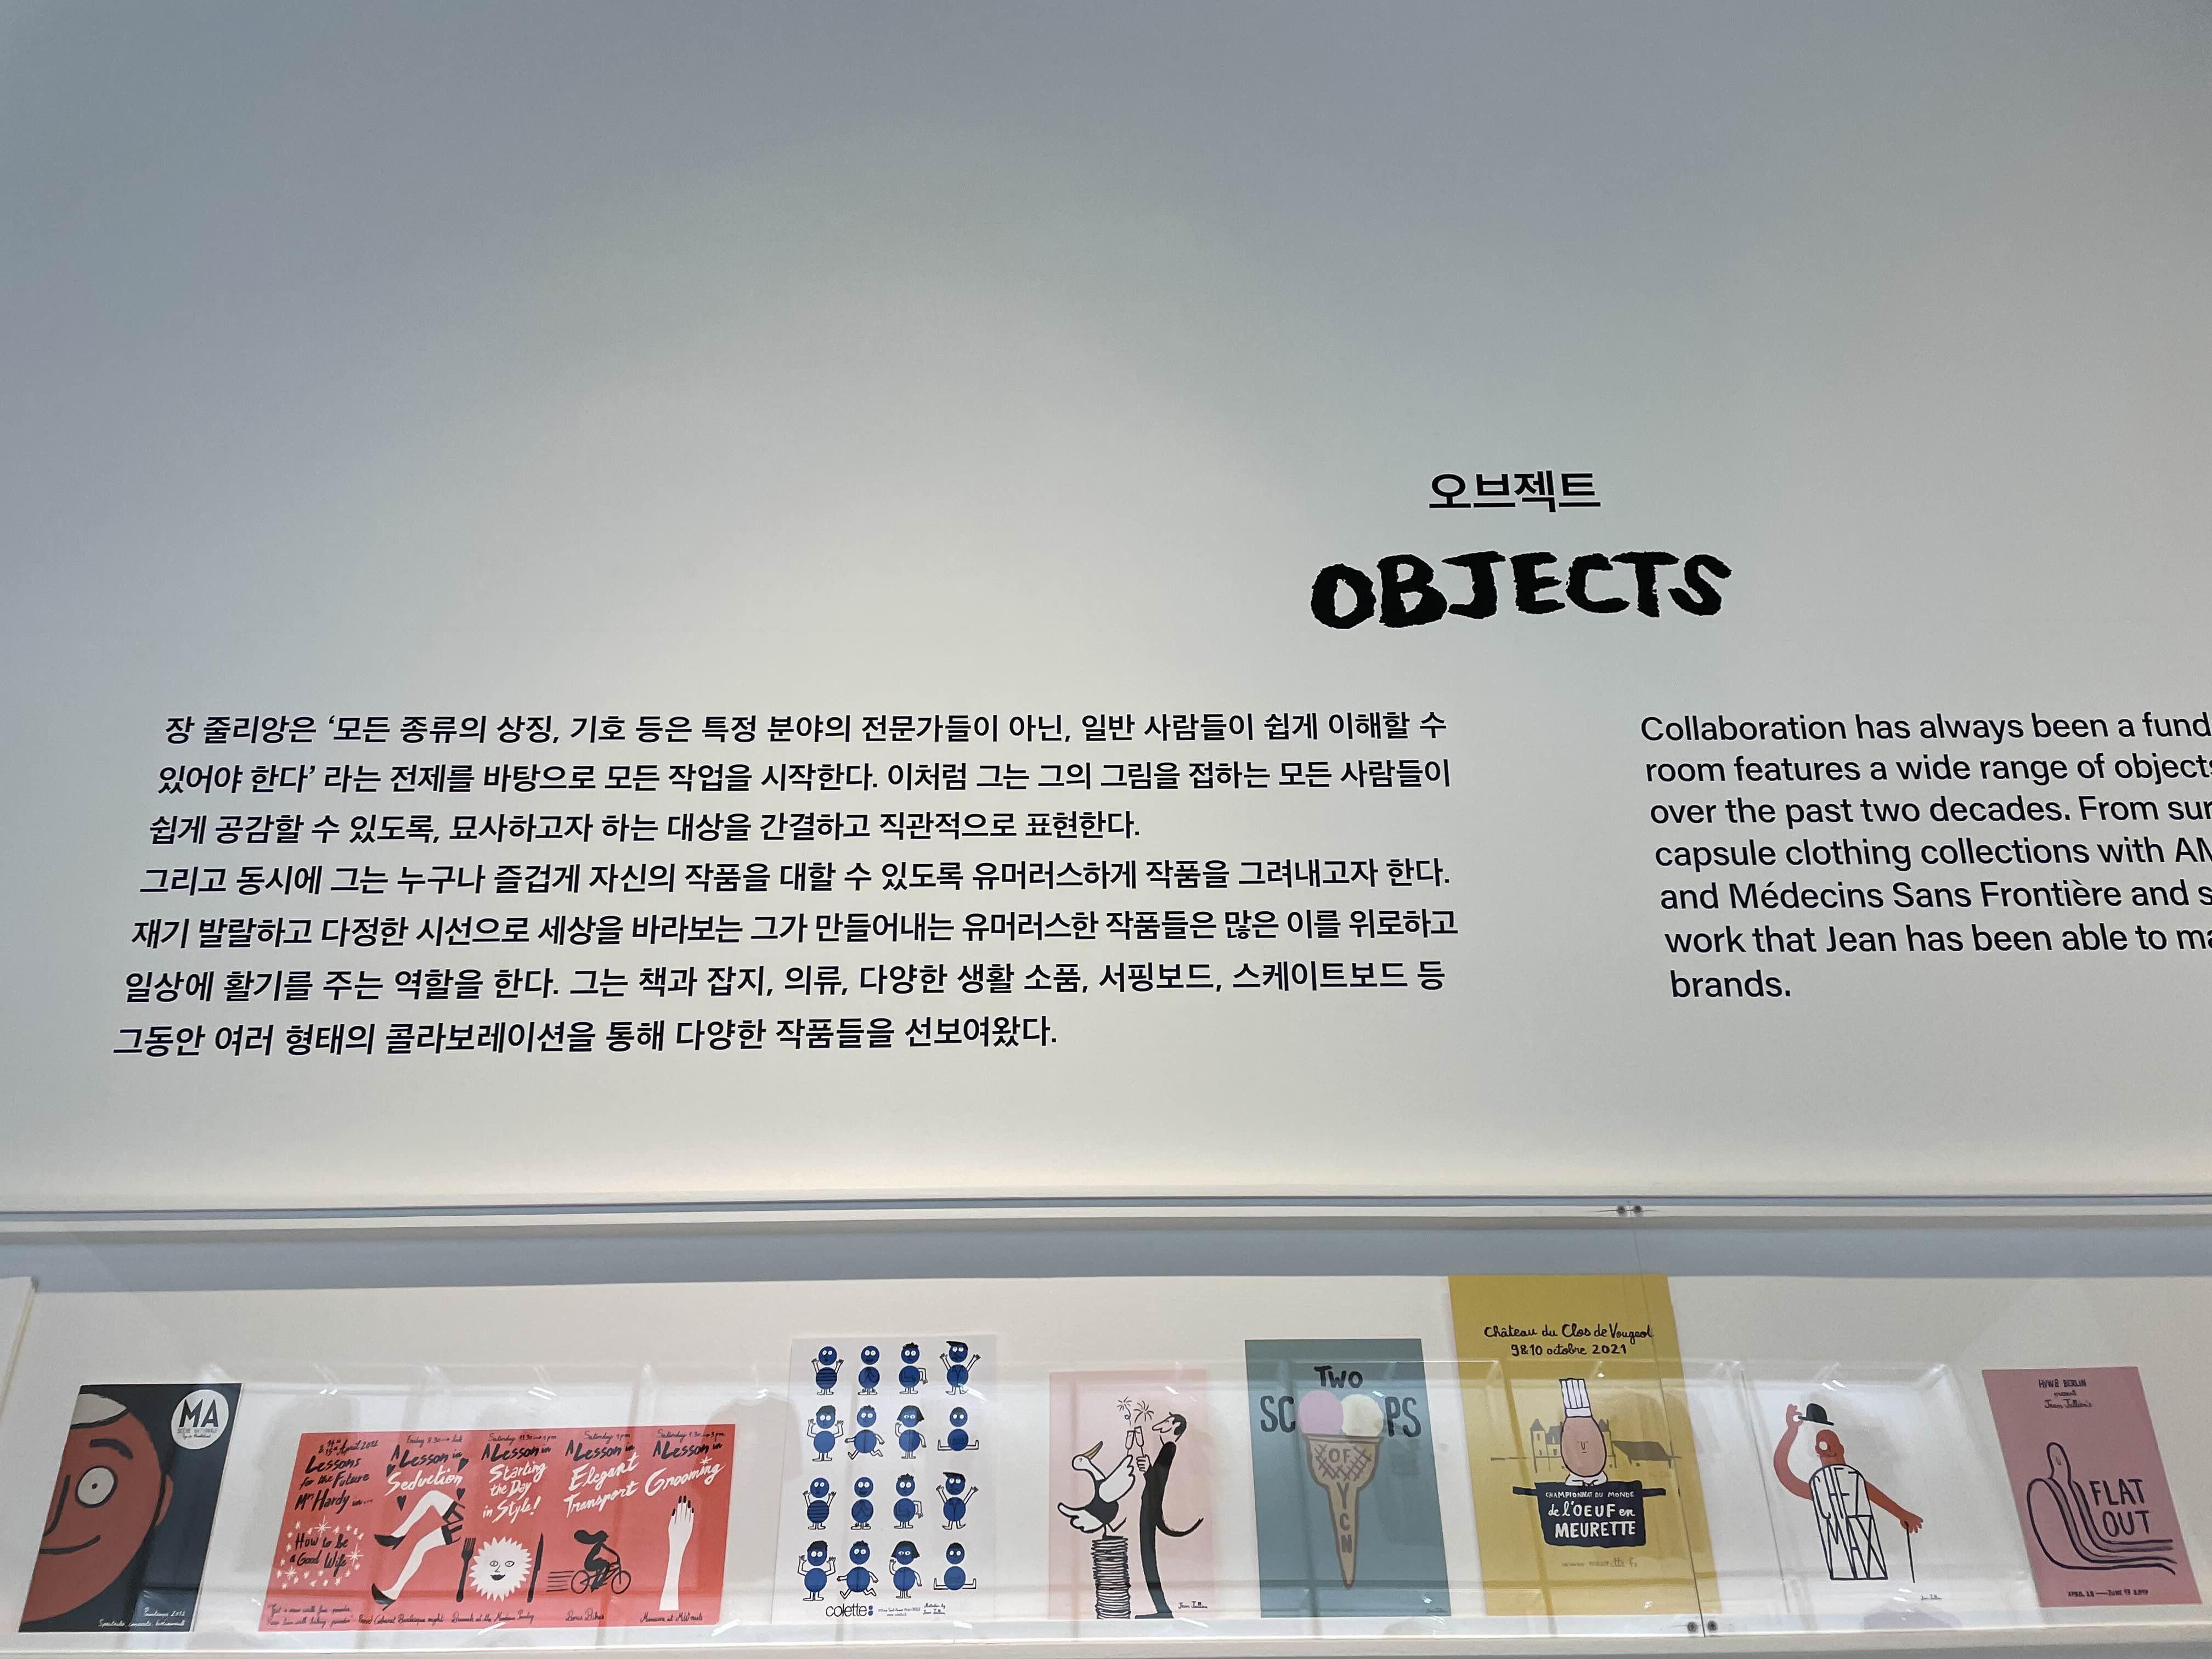 오브젝트
OBJECTS
장 줄리앙은 ‘모든 종류의 상징, 기호 등은 특정 분야의 전문가들이 아닌, 일반 사람들이 쉽게 이해할 수
있어야 한다’ 라는 전제를 바탕으로 모든 작업을 시작한다. 이처럼 그는 그의 그림을 접하는 모든 사람들이
쉽게 공감할 수 있도록, 묘사하고자 하는 대상을 간결하고 직관적으로 표현한다.
그리고 동시에 그는 누구나 즐겁게 자신의 작품을 대할 수 있도록 유머러스하게 작품을 그려내고자 한다.
재기 발랄하고 다정한 시선으로 세상을 바라보는 그가 만들어내는 유머러스한 작품들은 많은 이를 위로하고
일상에 활기를 주는 역할을 한다. 그는 책과 잡지, 의류, 다양한 생활 소품, 서핑보드, 스케이트보드 등
그동안 여러 형태의 콜라보레이션을 통해 다양한 작품들을 선보여왔다.
Collaboration has always been a fund
room features a wide range of objects
over the past two decades. From sur
capsule clothing collections with AM
and Médecins Sans Frontière and s
work that Jean has been able to ma
brands.
MA
Lessons
for the Future
Mrs Hardy in...
How to be
a Good Wife
A Lesson in
Seduction
A Lesson in
Starting
the Day
in Style!
A Lesson in
Elegant
Transport
A Lesson in
Grooming
colette:
Jean Jullien
TWO
SC PS
OF
Y
C
N
Château du Clos de Vougeot
9&10 octobre 2021
CHAMPIONNAT DU MONDE
de l'OEUF en
MEURETTE
CHEZ
MAX
HVW8 BERLIN
presents
Jean Jullien's
FLAT
OUT